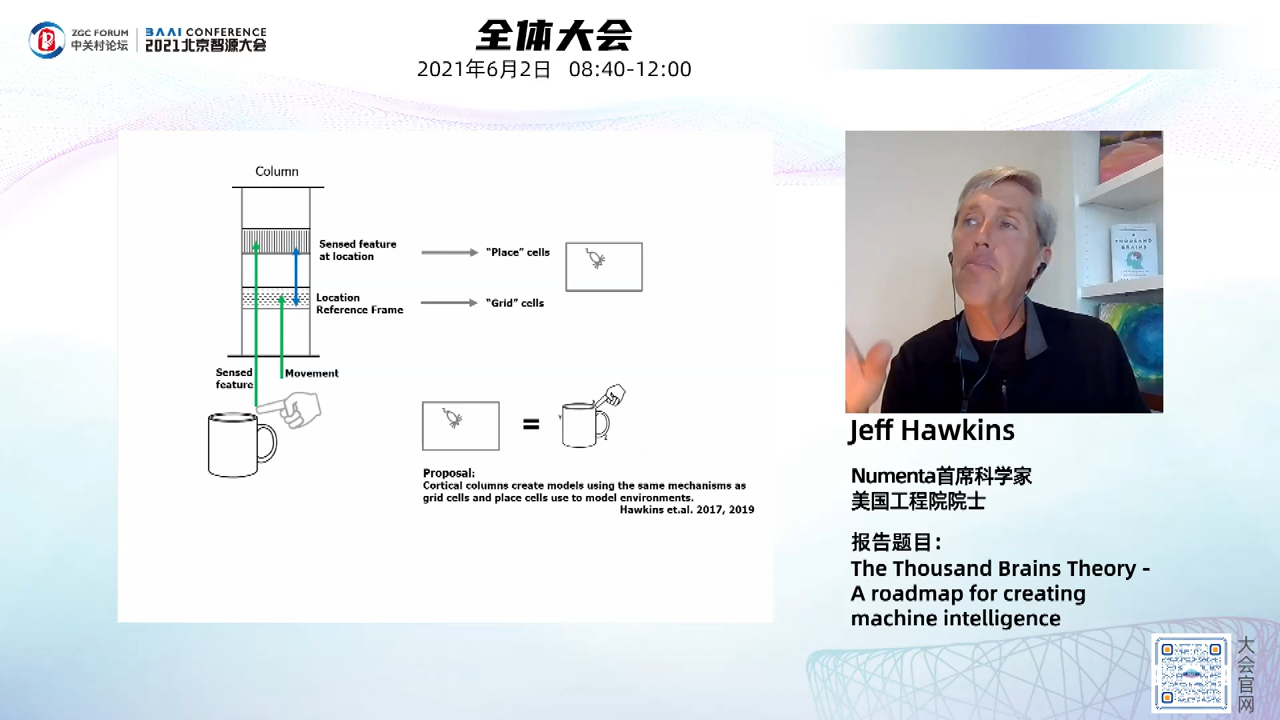 ZGC FORUM
中关村论坛
BAAI CONFERENCE
2021北京智源大会
全体大会
2021年6月2日 08:40-12:00
Column
Sensed feature
at location
"Place" cells
Location
Reference Frame
"Grid" cells
Sensed
feature
Movement
=
Proposal:
Cortical columns create models using the same mechanisms as
grid cells and place cells use to model environments.
Hawkins et.al. 2017, 2019
A
THOUSAND
BRAINS
Jeff Hawkins
Numenta首席科学家
美国工程院院士
报告题目：
The Thousand Brains Theory -
A roadmap for creating
machine intelligence
大会官网